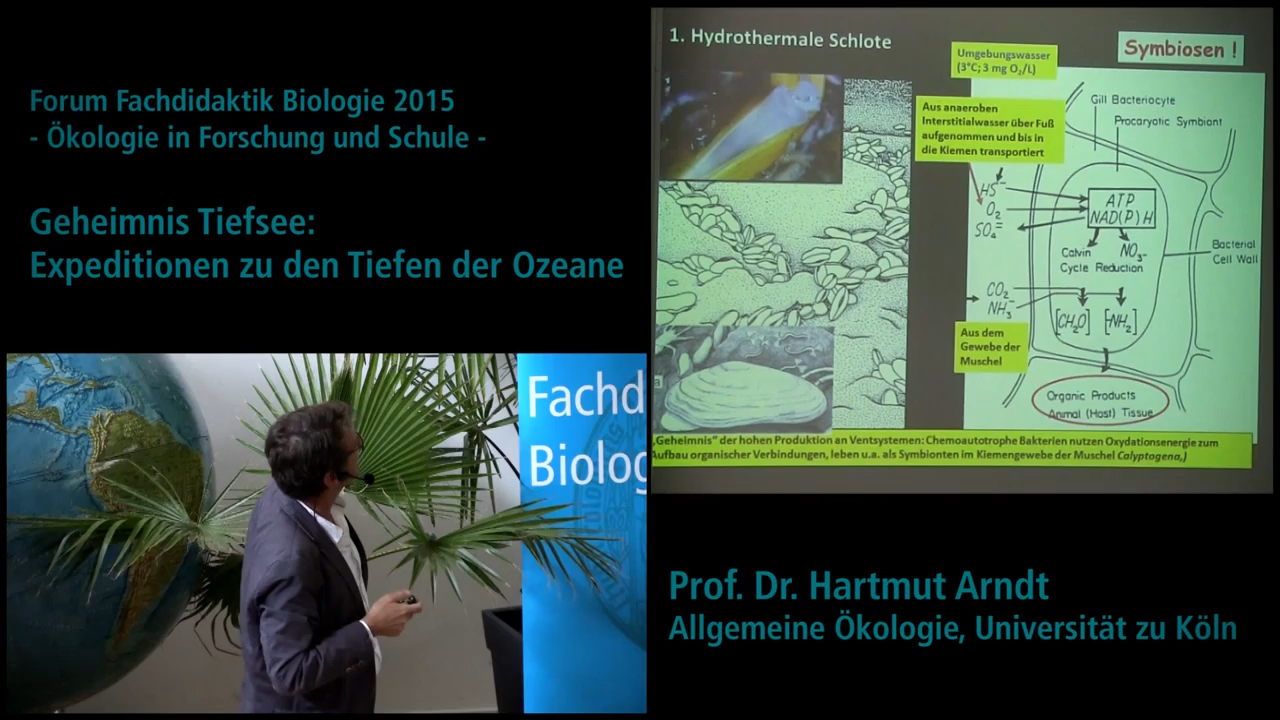 Forum Fachdidaktik Biologie 2015
- Ökologie in Forschung und Schule -
Geheimnis Tiefsee:
Expeditionen zu den Tiefen der Ozeane
Fachd
Biolog
1. Hydrothermale Schlote
Symbiosen !
Umgebungswasser
(3°C; 3 mg O₂/L)
Aus anaeroben
Interstitialwasser über Fuß
aufgenommen und bis in
die Kiemen transportiert
Gill Bacteriocyte
Procaryotic Symbiont
HS⁻
O₂
SO₄⁼
ATP
NAD(P)H
Calvin
Cycle Reduction
NO₃⁻
Bacterial
Cell Wall
CO₂
NH₃⁻
[CH₂O]
[NH₂]
Aus dem
Gewebe der
Muschel
Organic Products
Animal (Host) Tissue
„Geheimnis" der hohen Produktion an Ventsystemen: Chemoautotrophe Bakterien nutzen Oxydationsenergie zum
Aufbau organischer Verbindungen, leben u.a. als Symbionten im Kiemengewebe der Muschel Calyptogena,)
Prof. Dr. Hartmut Arndt
Allgemeine Ökologie, Universität zu Köln